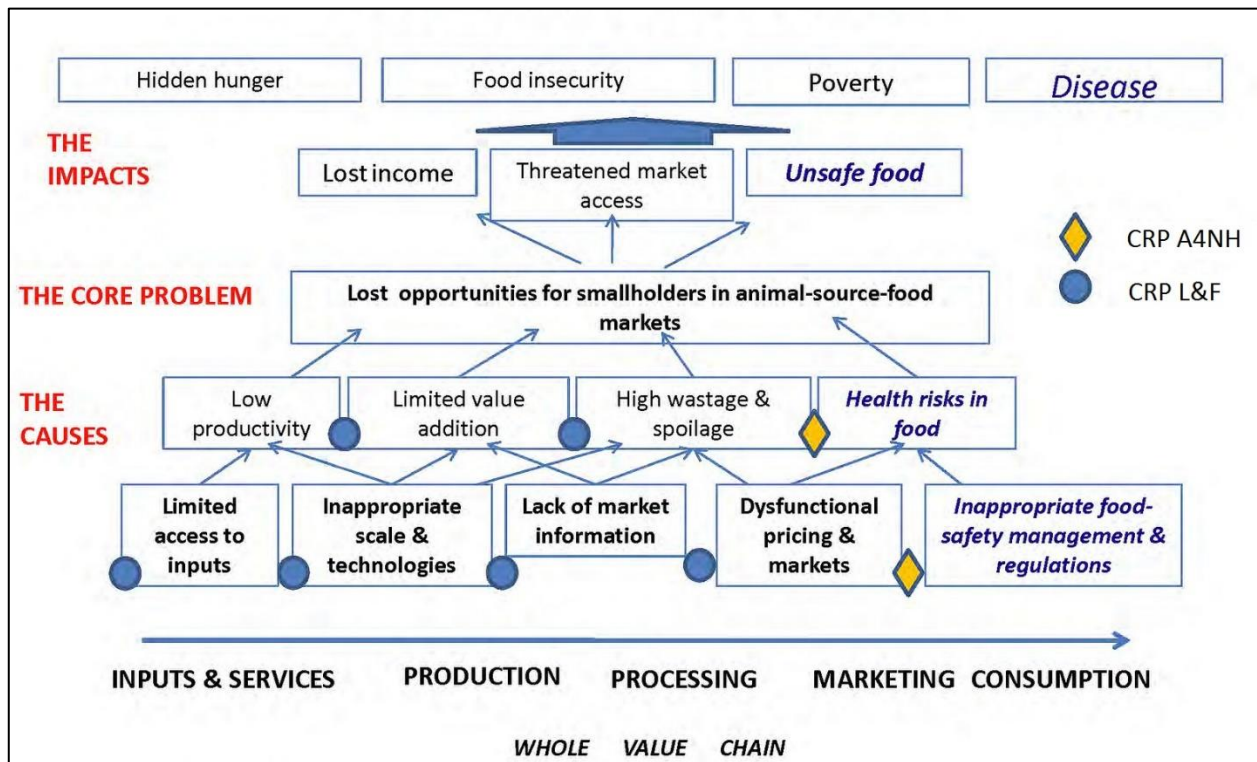 Hidden hunger
Food insecurity
Poverty
Disease
THE
IMPACTS
Lost income
Threatened market
access
Unsafe food
CRP A4NH
CRP L&F
THE CORE PROBLEM
Lost opportunities for smallholders in animal-source-food
markets
THE
CAUSES
Low
productivity
Limited value
addition
High wastage &
spoilage
Health risks in
food
Limited
access to
inputs
Inappropriate
scale &
technologies
Lack of market
information
Dysfunctional
pricing &
markets
Inappropriate food-
safety management &
regulations
INPUTS & SERVICES
PRODUCTION
PROCESSING
MARKETING
CONSUMPTION
WHOLE VALUE CHAIN